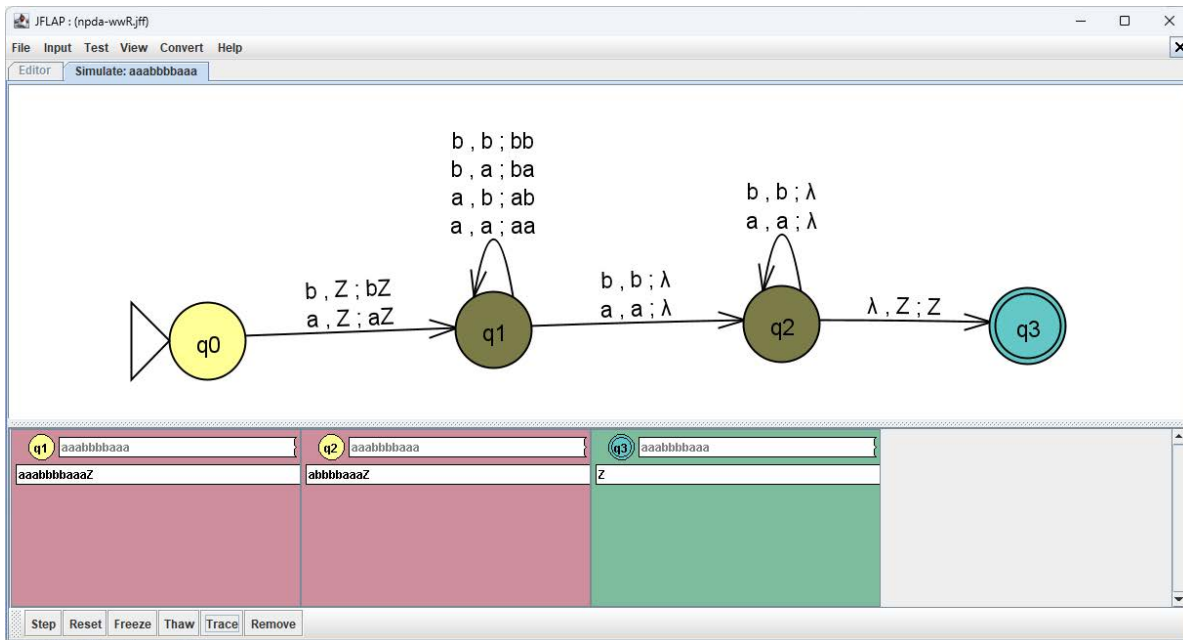 JFLAP : (npda-wwR.jff)
File Input Test View Convert Help
Editor Simulate: aaabbbbaaa
b , b ; bb
b , a ; ba
a , b ; ab
a , a ; aa
b , b ; λ
a , a ; λ
b , Z ; bZ
a , Z ; aZ
b , b ; λ
a , a ; λ
λ , Z ; Z
q0
q1
q2
q3
q1 aaabbbbaaa
aaabbbbaaaZ
q2 aaabbbbaaa
abbbbaaaZ
q3 aaabbbbaaa
Z
Step Reset Freeze Thaw Trace Remove